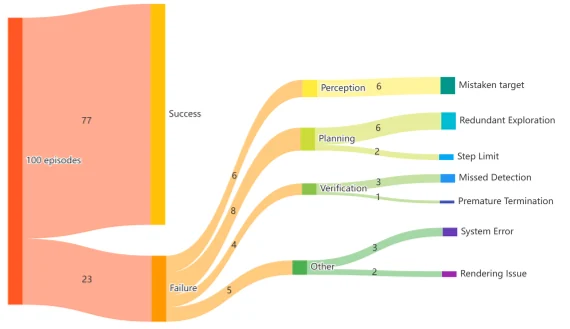 77
Success
100 episodes
23
Failure
6
8
4
5
Perception
6
Mistaken target
Planning
6
Redundant Exploration
2
Step Limit
Verification
3
Missed Detection
1
Premature Termination
Other
3
System Error
2
Rendering Issue